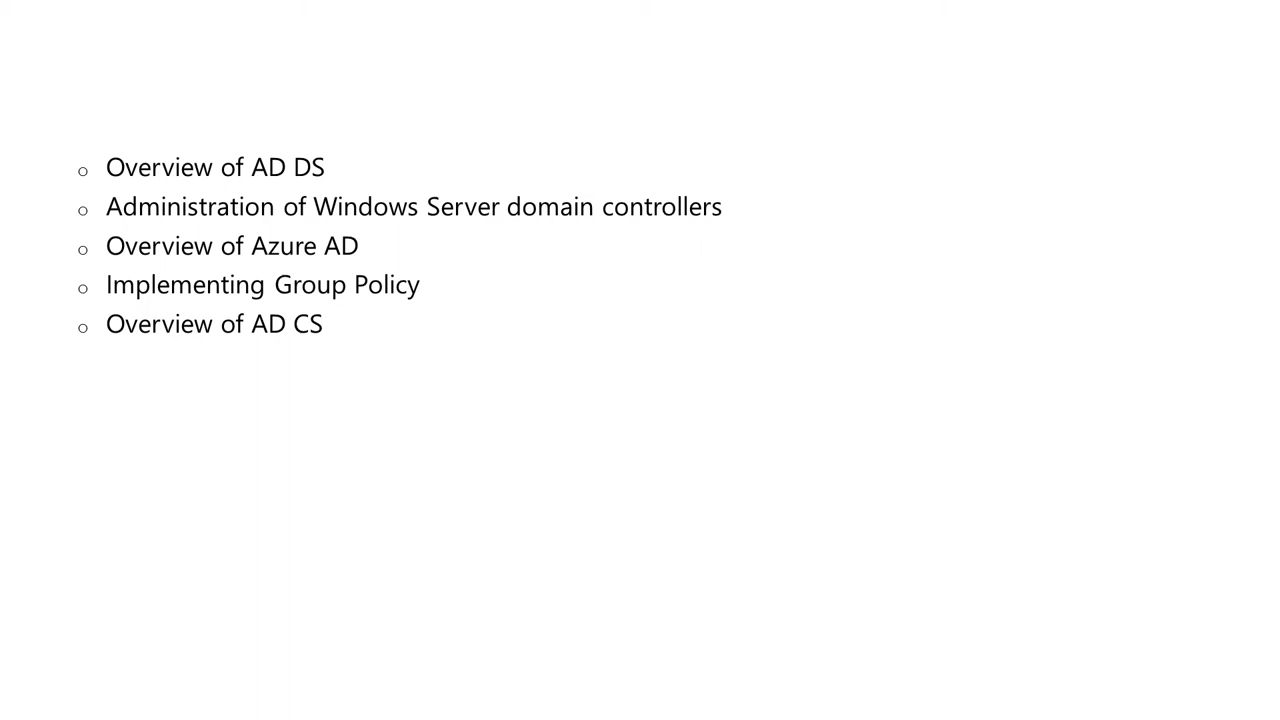 o Overview of AD DS
o Administration of Windows Server domain controllers
o Overview of Azure AD
o Implementing Group Policy
o Overview of AD CS